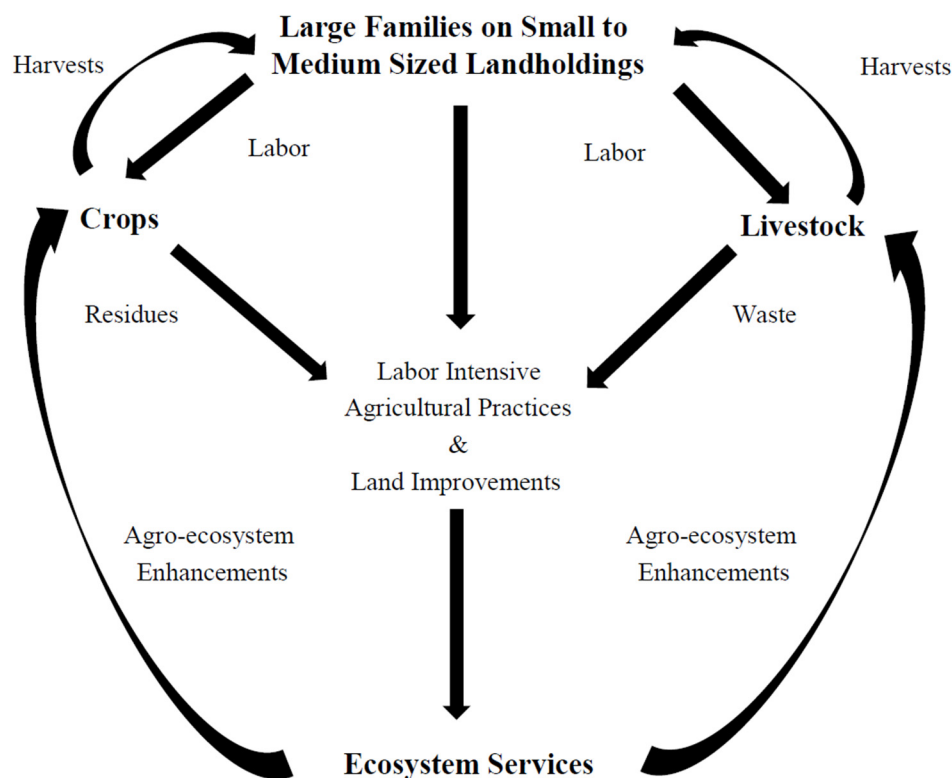 Large Families on Small to
Medium Sized Landholdings
Harvests
Harvests
Labor
Labor
Crops
Livestock
Residues
Waste
Labor Intensive
Agricultural Practices
&
Land Improvements
Agro-ecosystem
Enhancements
Agro-ecosystem
Enhancements
Ecosystem Services